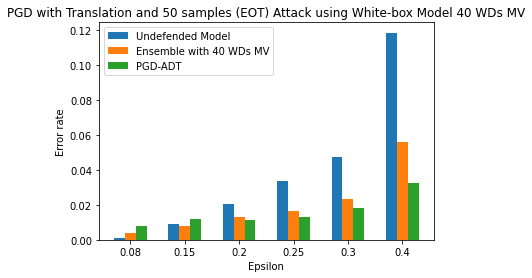 PGD with Translation and 50 samples (EOT) Attack using White-box Model 40 WDs MV
Undefended Model
Ensemble with 40 WDs MV
PGD-ADT
Error rate
0.12
0.10
0.08
0.06
0.04
0.02
0.00
0.08 0.15 0.2 0.25 0.3 0.4
Epsilon